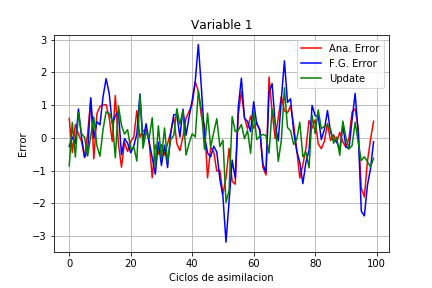 Variable 1
Ana. Error
F.G. Error
Update
Error
3
2
1
0
−1
−2
−3
0 20 40 60 80 100
Ciclos de asimilacion